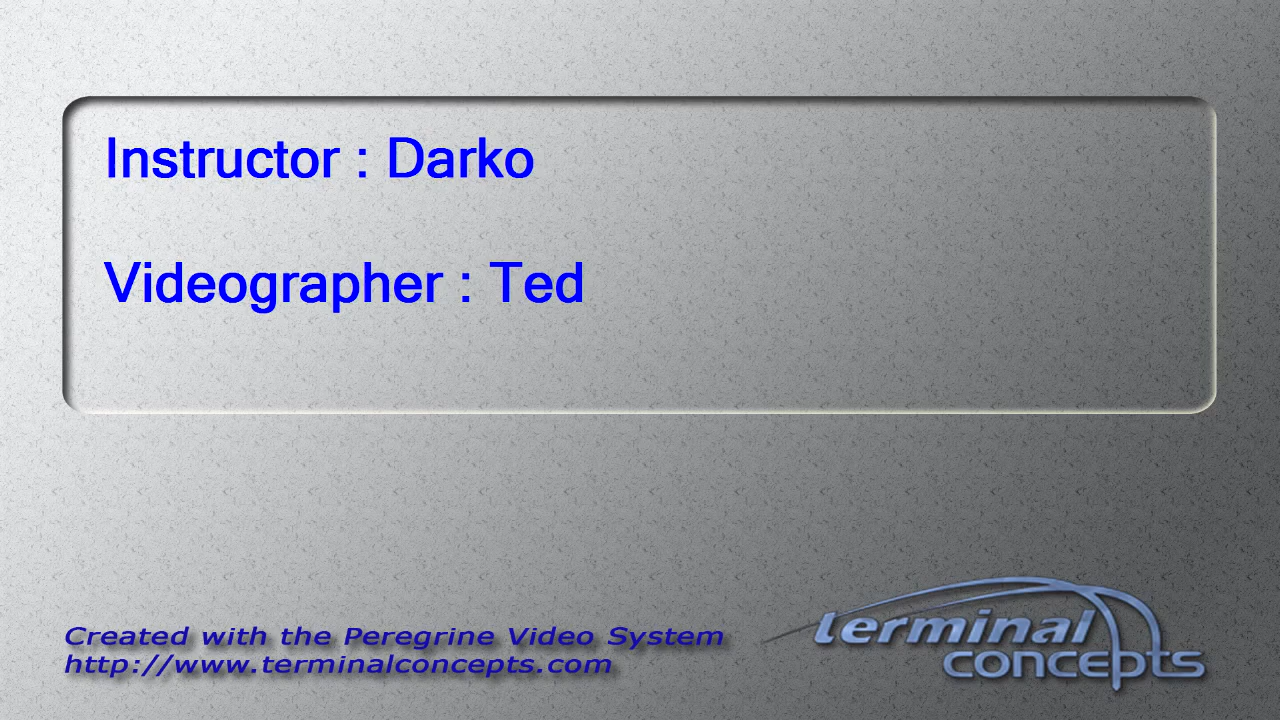 Instructor : Darko
Videographer : Ted
Created with the Peregrine Video System
http://www.terminalconcepts.com
terminal
concepts